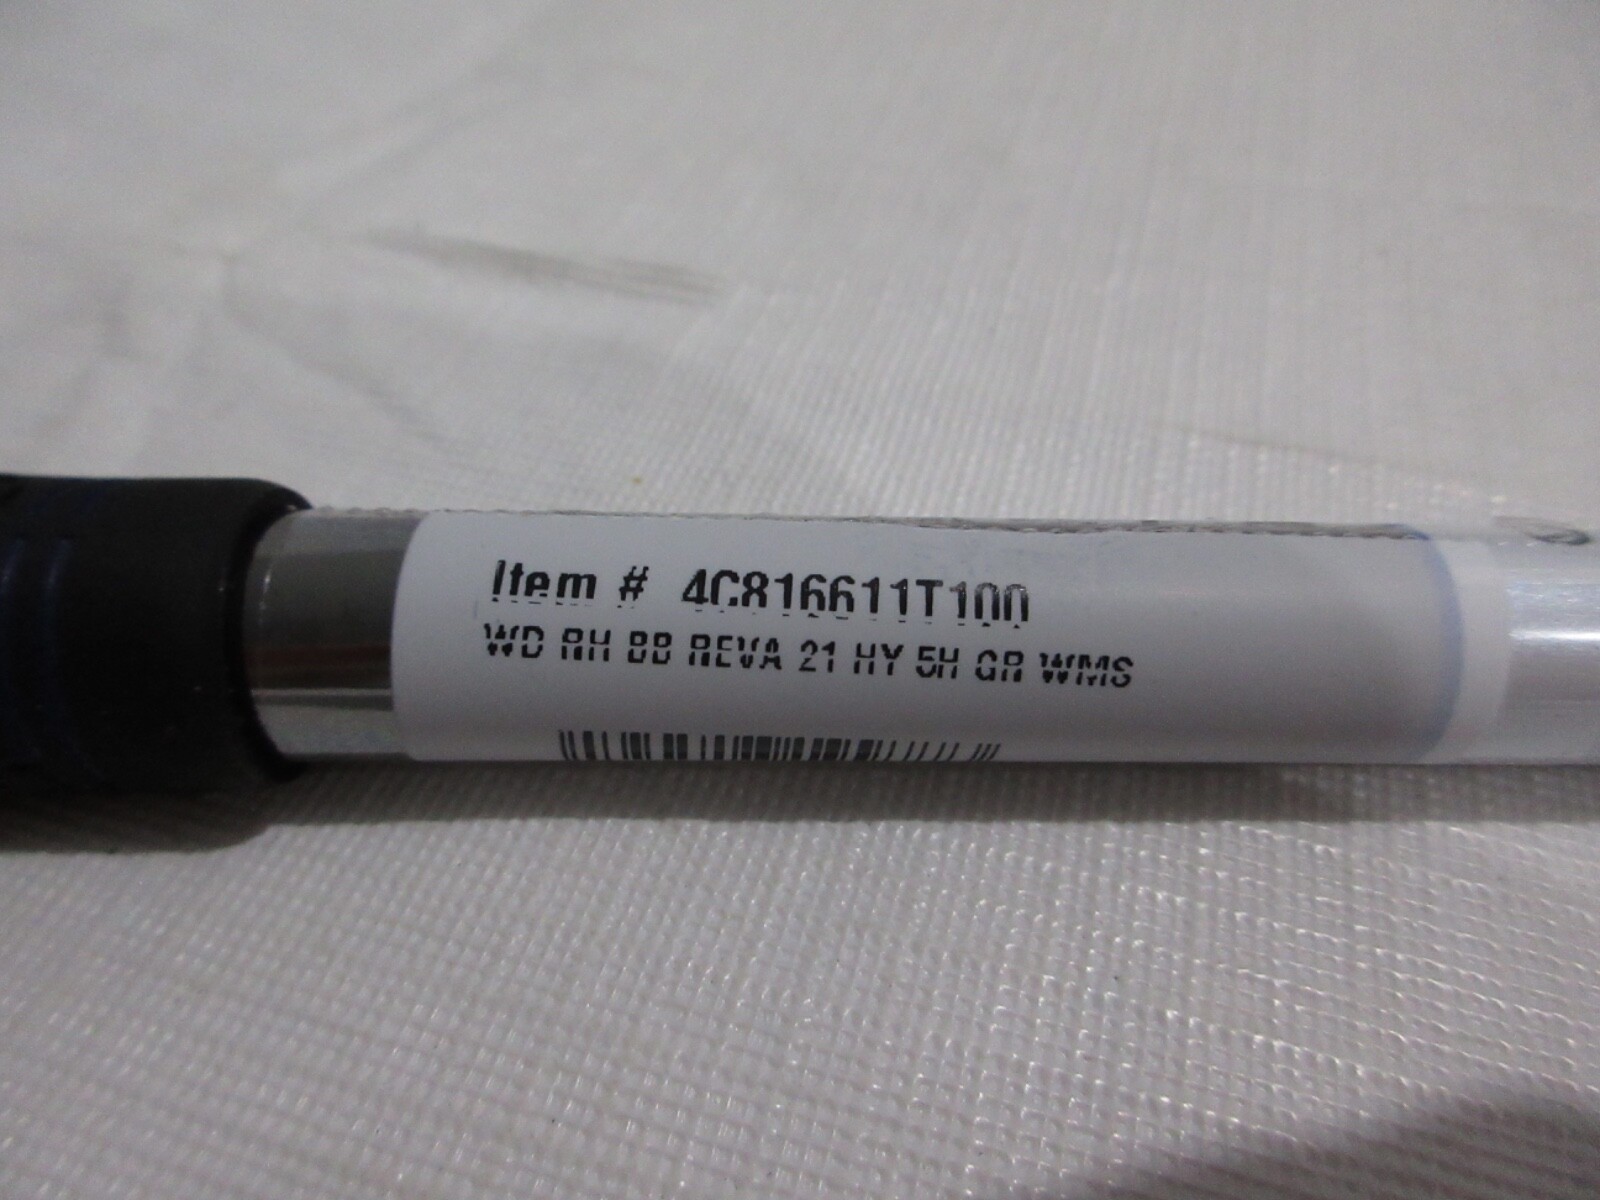 Item # 4C816611T100
WD RH BB REVA 21 HY 5H GR WMS